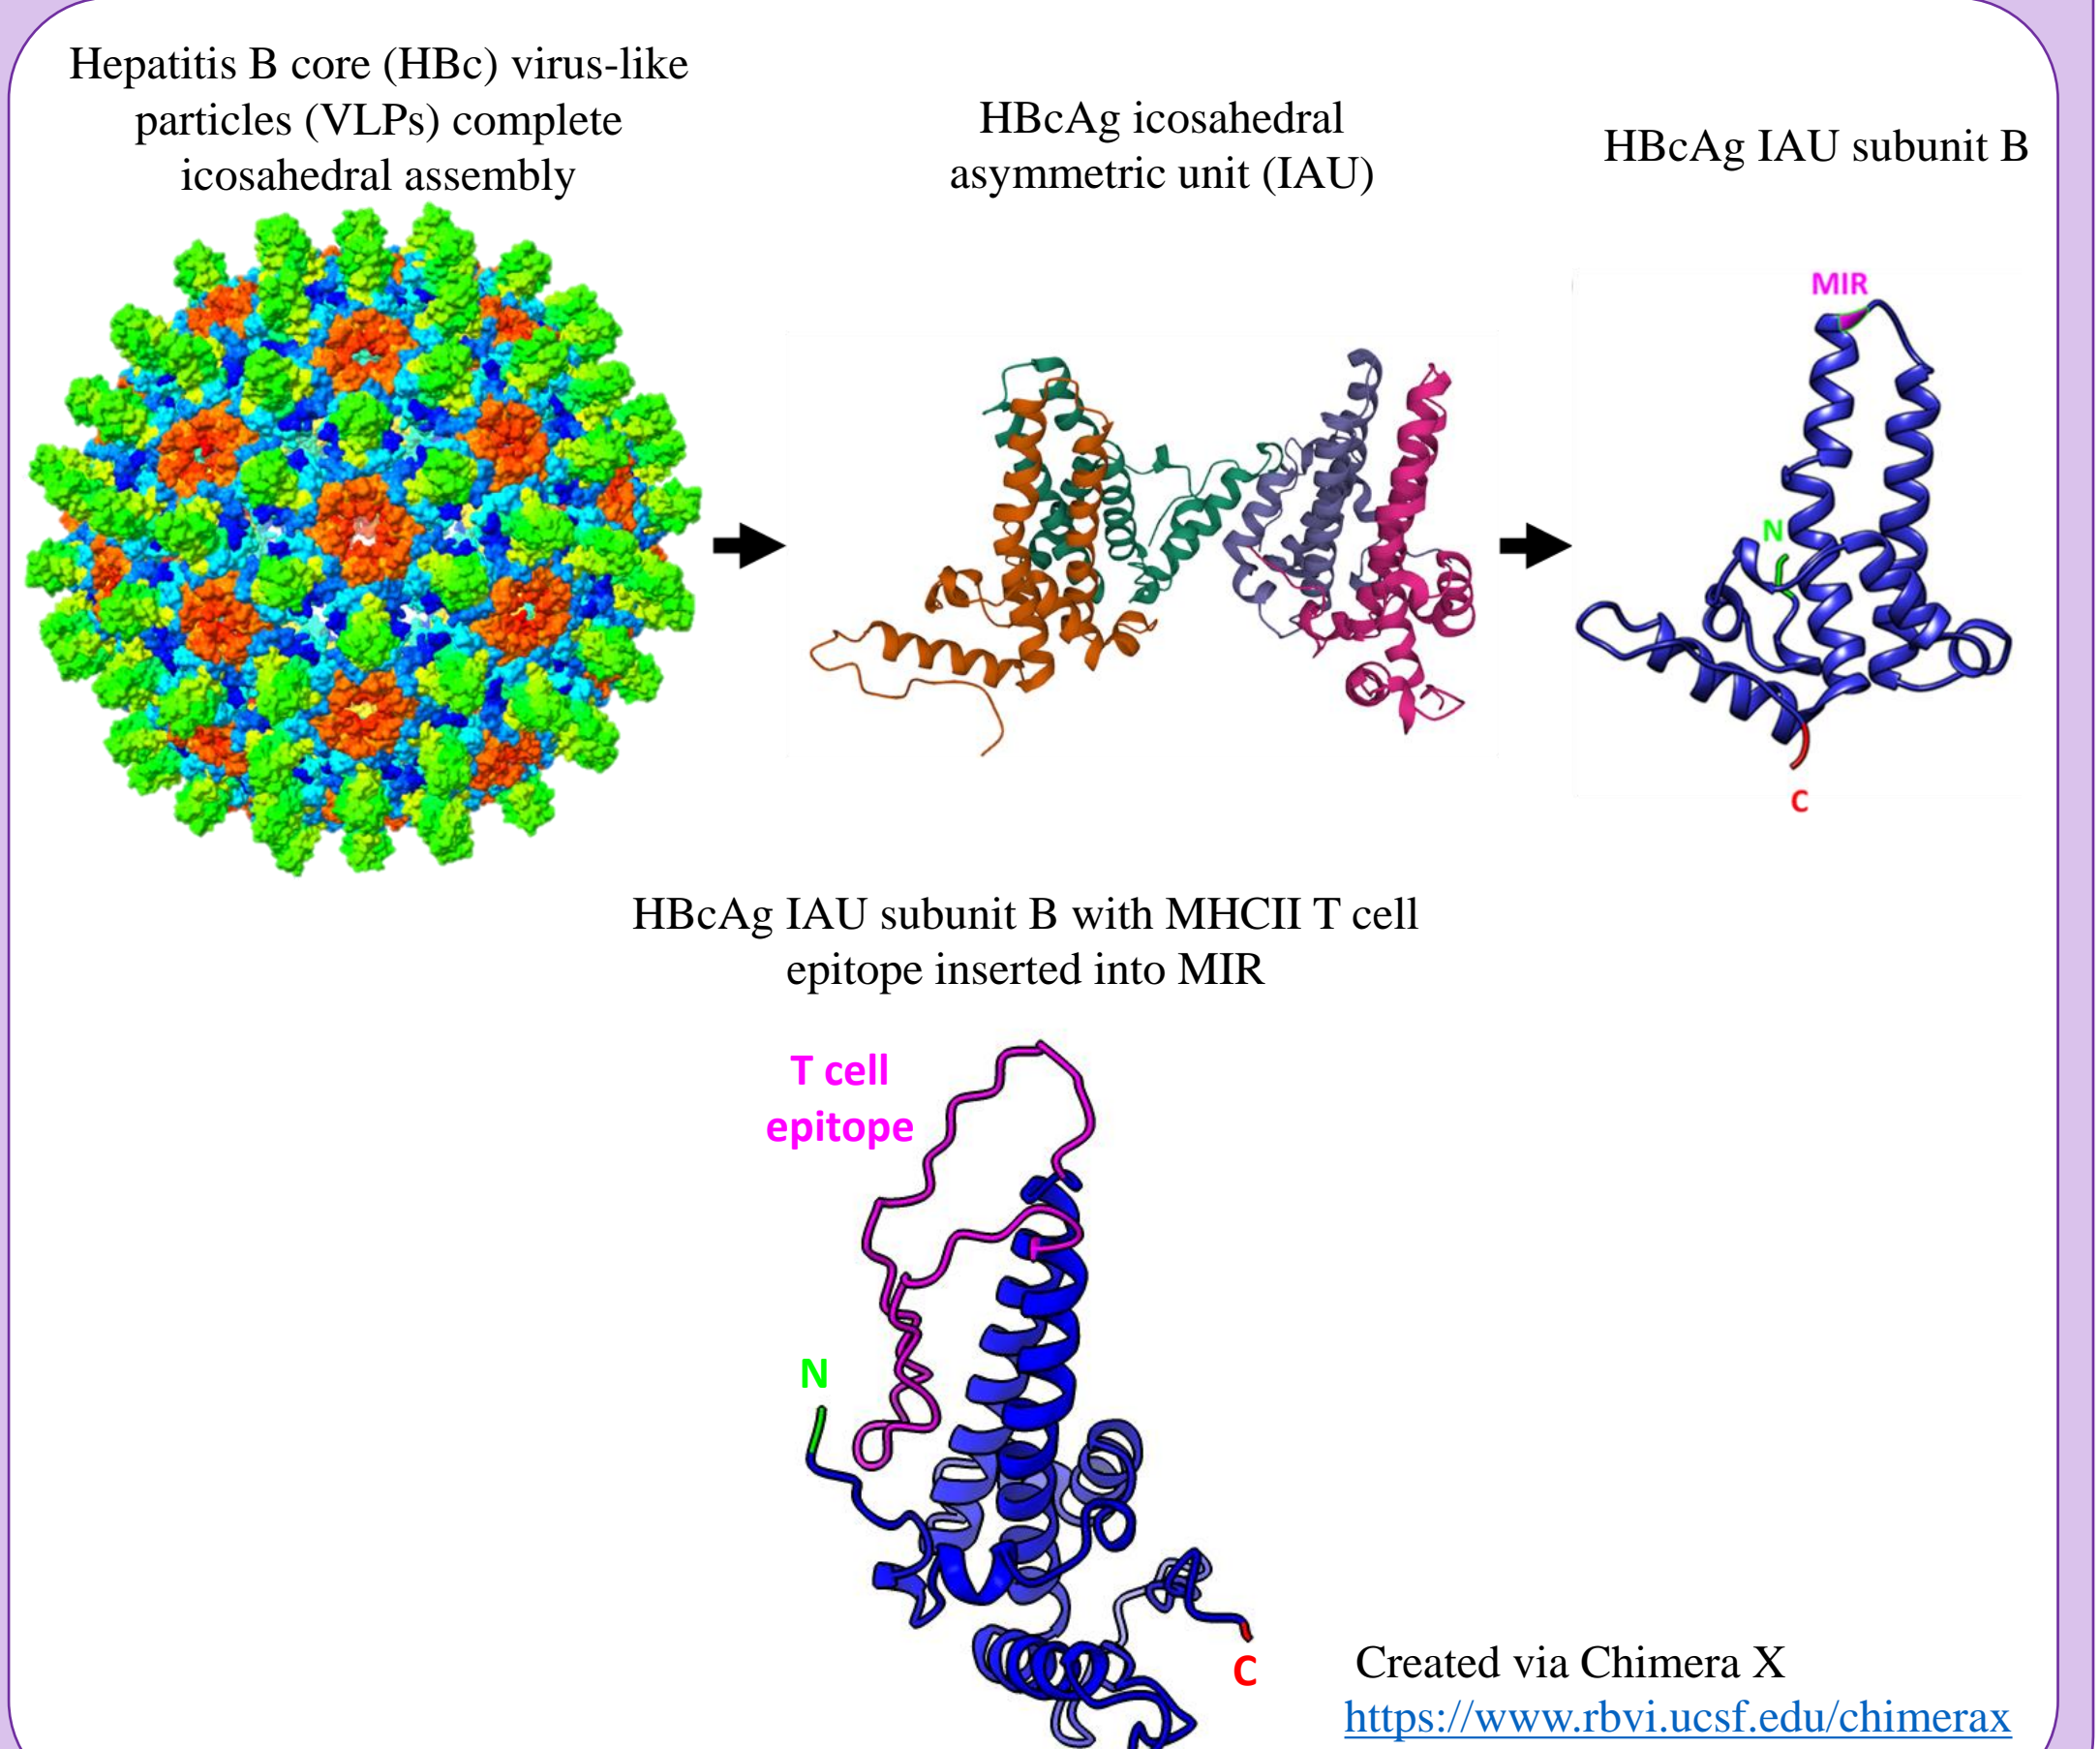 Hepatitis B core (HBc) virus-like
particles (VLPs) complete
icosahedral assembly
HBcAg icosahedral
asymmetric unit (IAU)
HBcAg IAU subunit B
MIR
N
C
HBcAg IAU subunit B with MHCII T cell
epitope inserted into MIR
T cell
epitope
N
C
Created via Chimera X
https://www.rbvi.ucsf.edu/chimerax